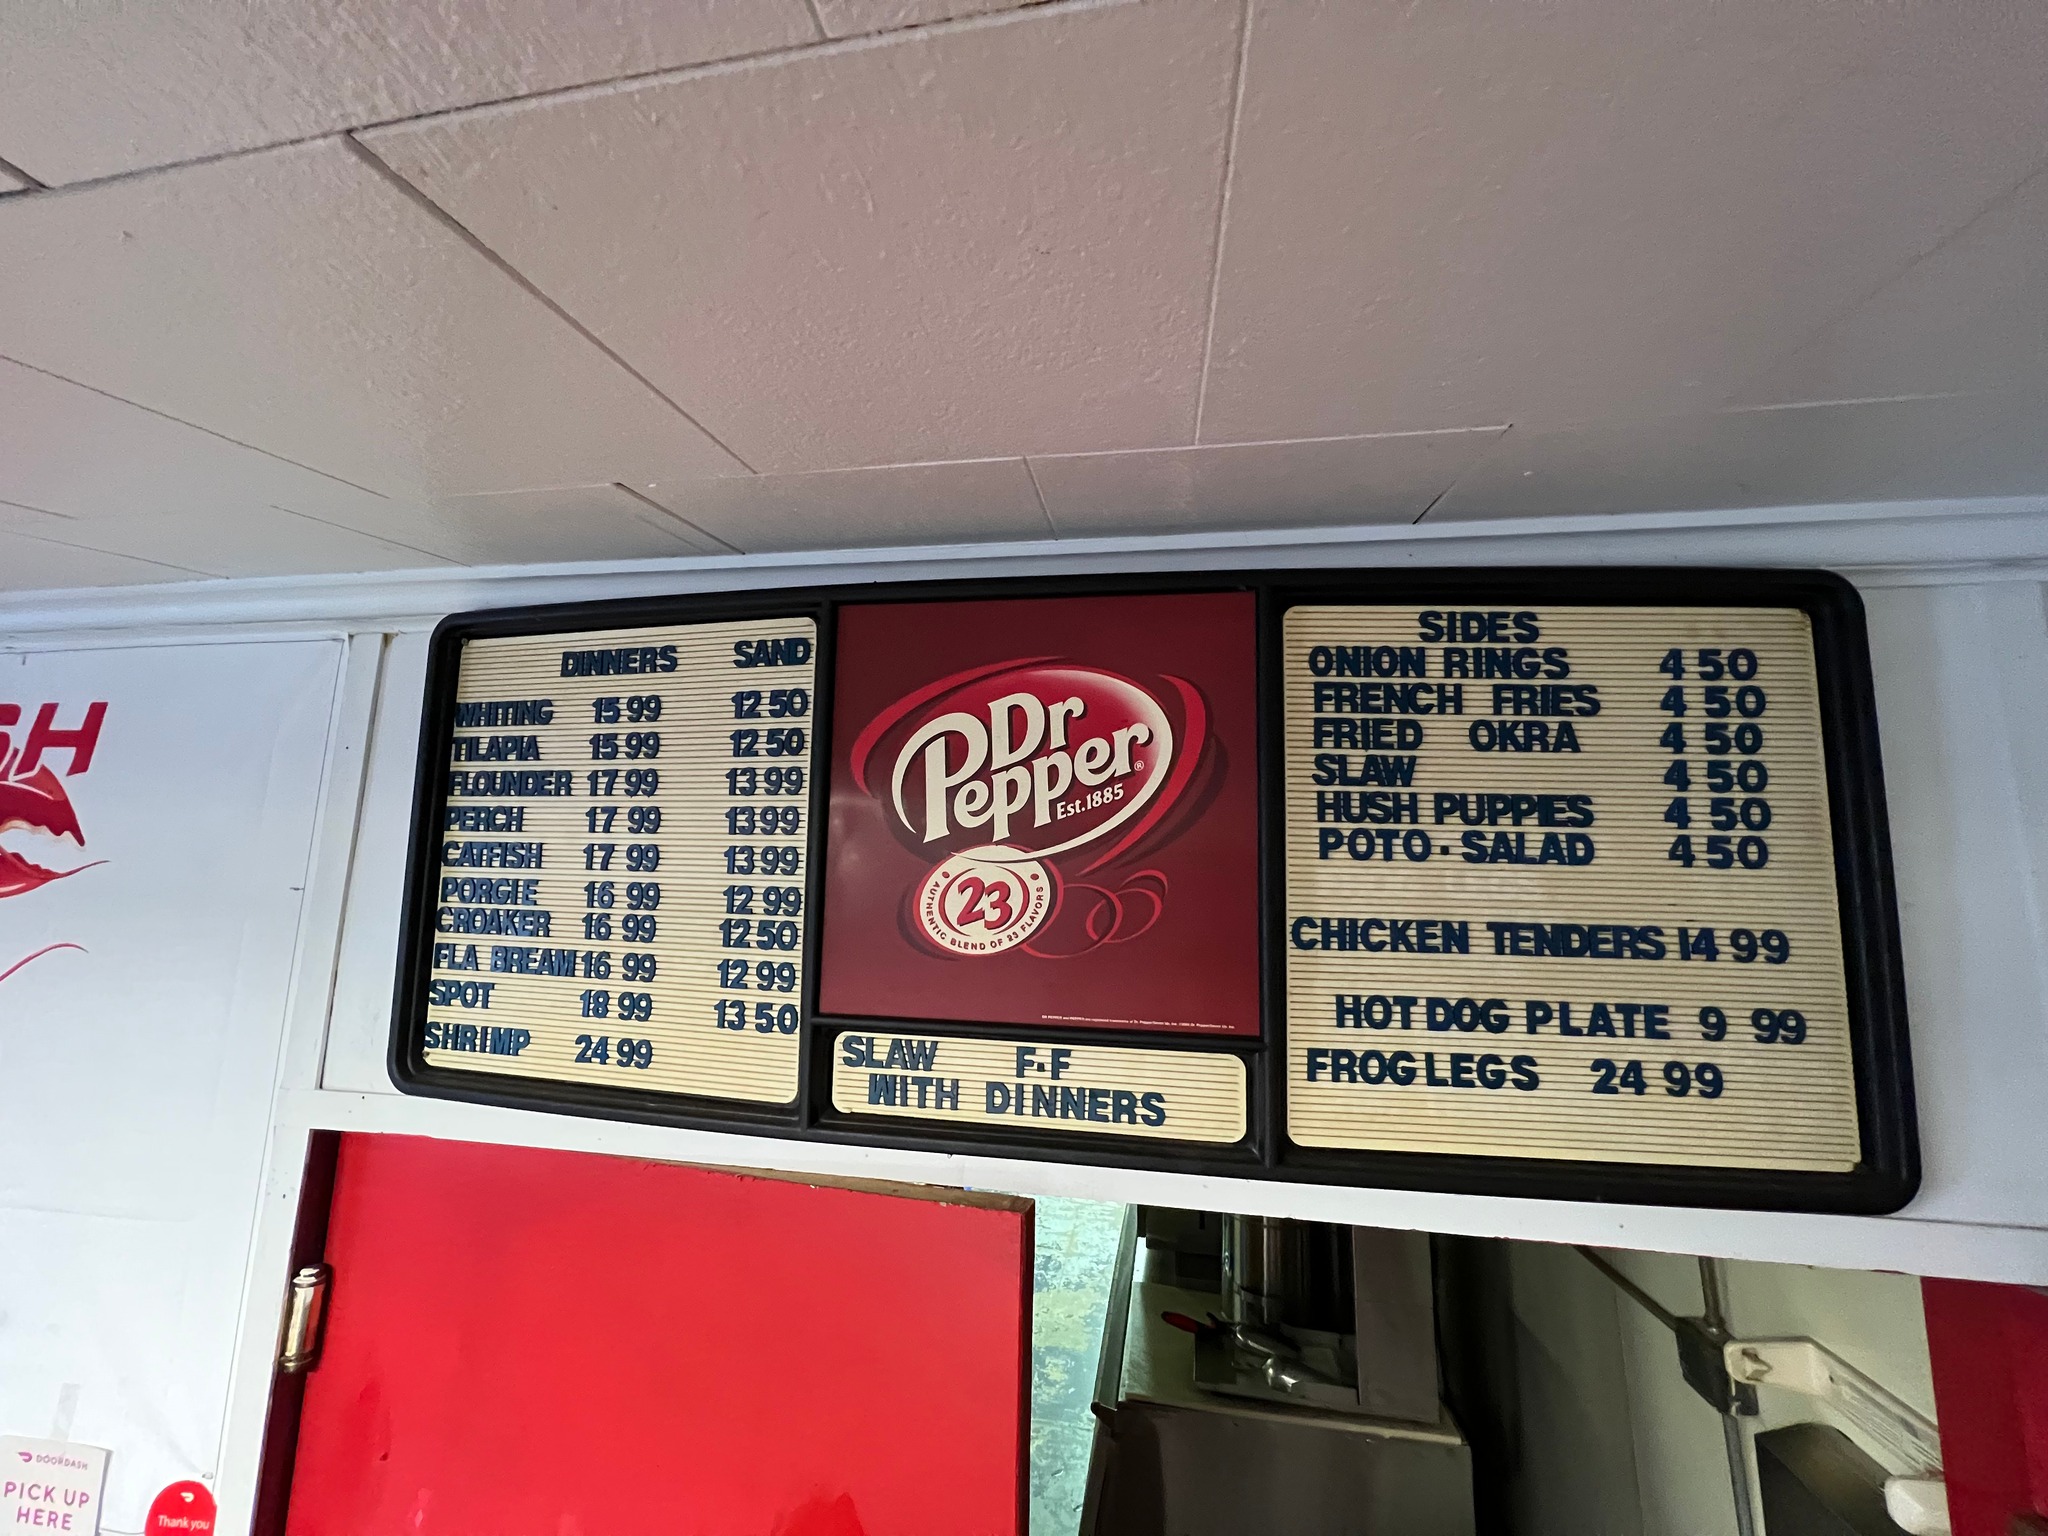 SH
DINNERS SAND
WHITING 15 99 12 50
TILAPIA 15 99 12 50
FLOUNDER 17 99 13 99
PERCH 17 99 13 99
CATFISH 17 99 13 99
PORGIE 16 99 12 99
CROAKER 16 99 12 50
FLA BREAM 16 99 12 99
SPOT 18 99 13 50
SHRIMP 24 99
Dr
Pepper®
Est.1885
23
AUTHENTIC BLEND OF 23 FLAVORS
SLAW F.F
WITH DINNERS
SIDES
ONION RINGS 4 50
FRENCH FRIES 4 50
FRIED OKRA 4 50
SLAW 4 50
HUSH PUPPIES 4 50
POTO. SALAD 4 50
CHICKEN TENDERS 14 99
HOT DOG PLATE 9 99
FROG LEGS 24 99
DOORDASH
PICK UP
HERE
Thank you